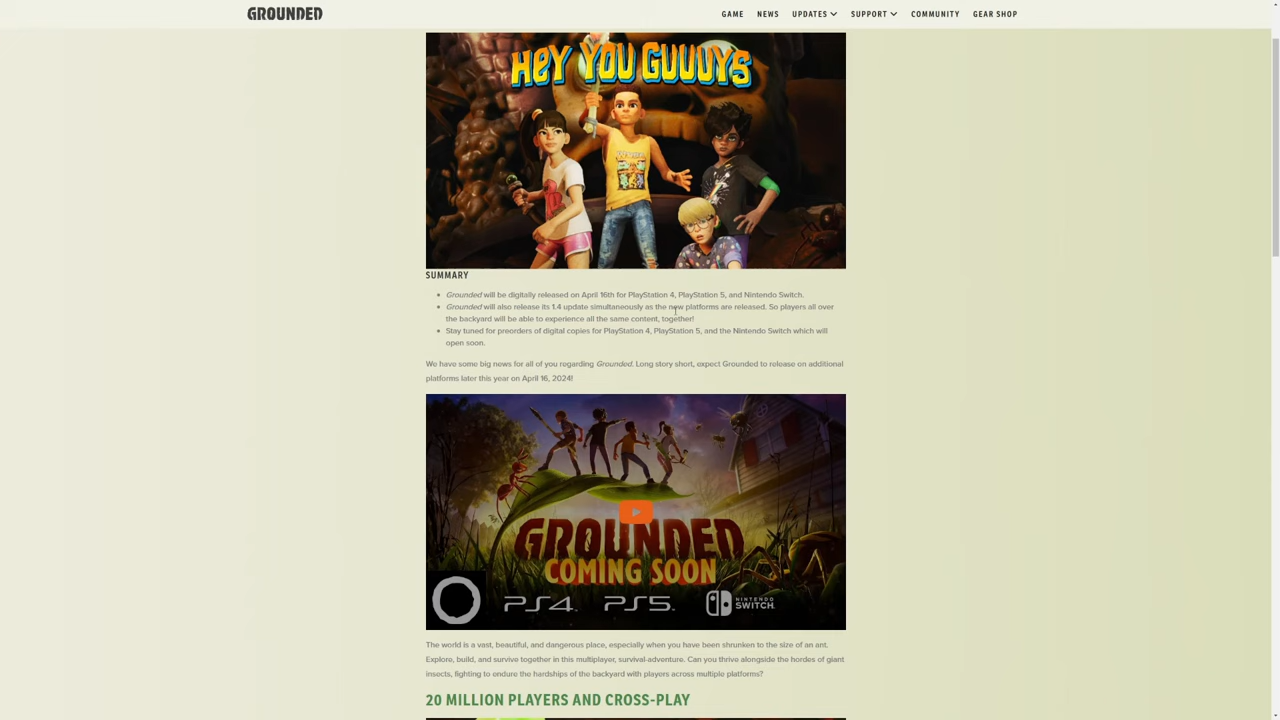 GROUNDED
GAME NEWS UPDATES SUPPORT COMMUNITY GEAR SHOP
HEY YOU GUUUYS
SUMMARY
Grounded will be digitally released on April 16th for PlayStation 4, PlayStation 5, and Nintendo Switch.
Grounded will also release its 1.4 update simultaneously as the new platforms are released. So players all over
the backyard will be able to experience all the same content, together!
Stay tuned for preorders of digital copies for PlayStation 4, PlayStation 5, and the Nintendo Switch which will
open soon.
We have some big news for all of you regarding Grounded. Long story short, expect Grounded to release on additional
platforms later this year on April 16, 2024!
GROUNDED
COMING SOON
PS4 PS5 NINTENDO
SWITCH
The world is a vast, beautiful, and dangerous place, especially when you have been shrunken to the size of an ant.
Explore, build, and survive together in this multiplayer, survival-adventure. Can you thrive alongside the hordes of giant
insects, fighting to endure the hardships of the backyard with players across multiple platforms?
20 MILLION PLAYERS AND CROSS-PLAY